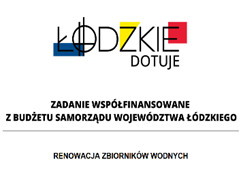 ŁÓDZKIE
DOTUJE
ZADANIE WSPÓŁFINANSOWANE
Z BUDŻETU SAMORZĄDU WOJEWÓDZTWA ŁÓDZKIEGO
RENOWACJA ZBIORNIKÓW WODNYCH